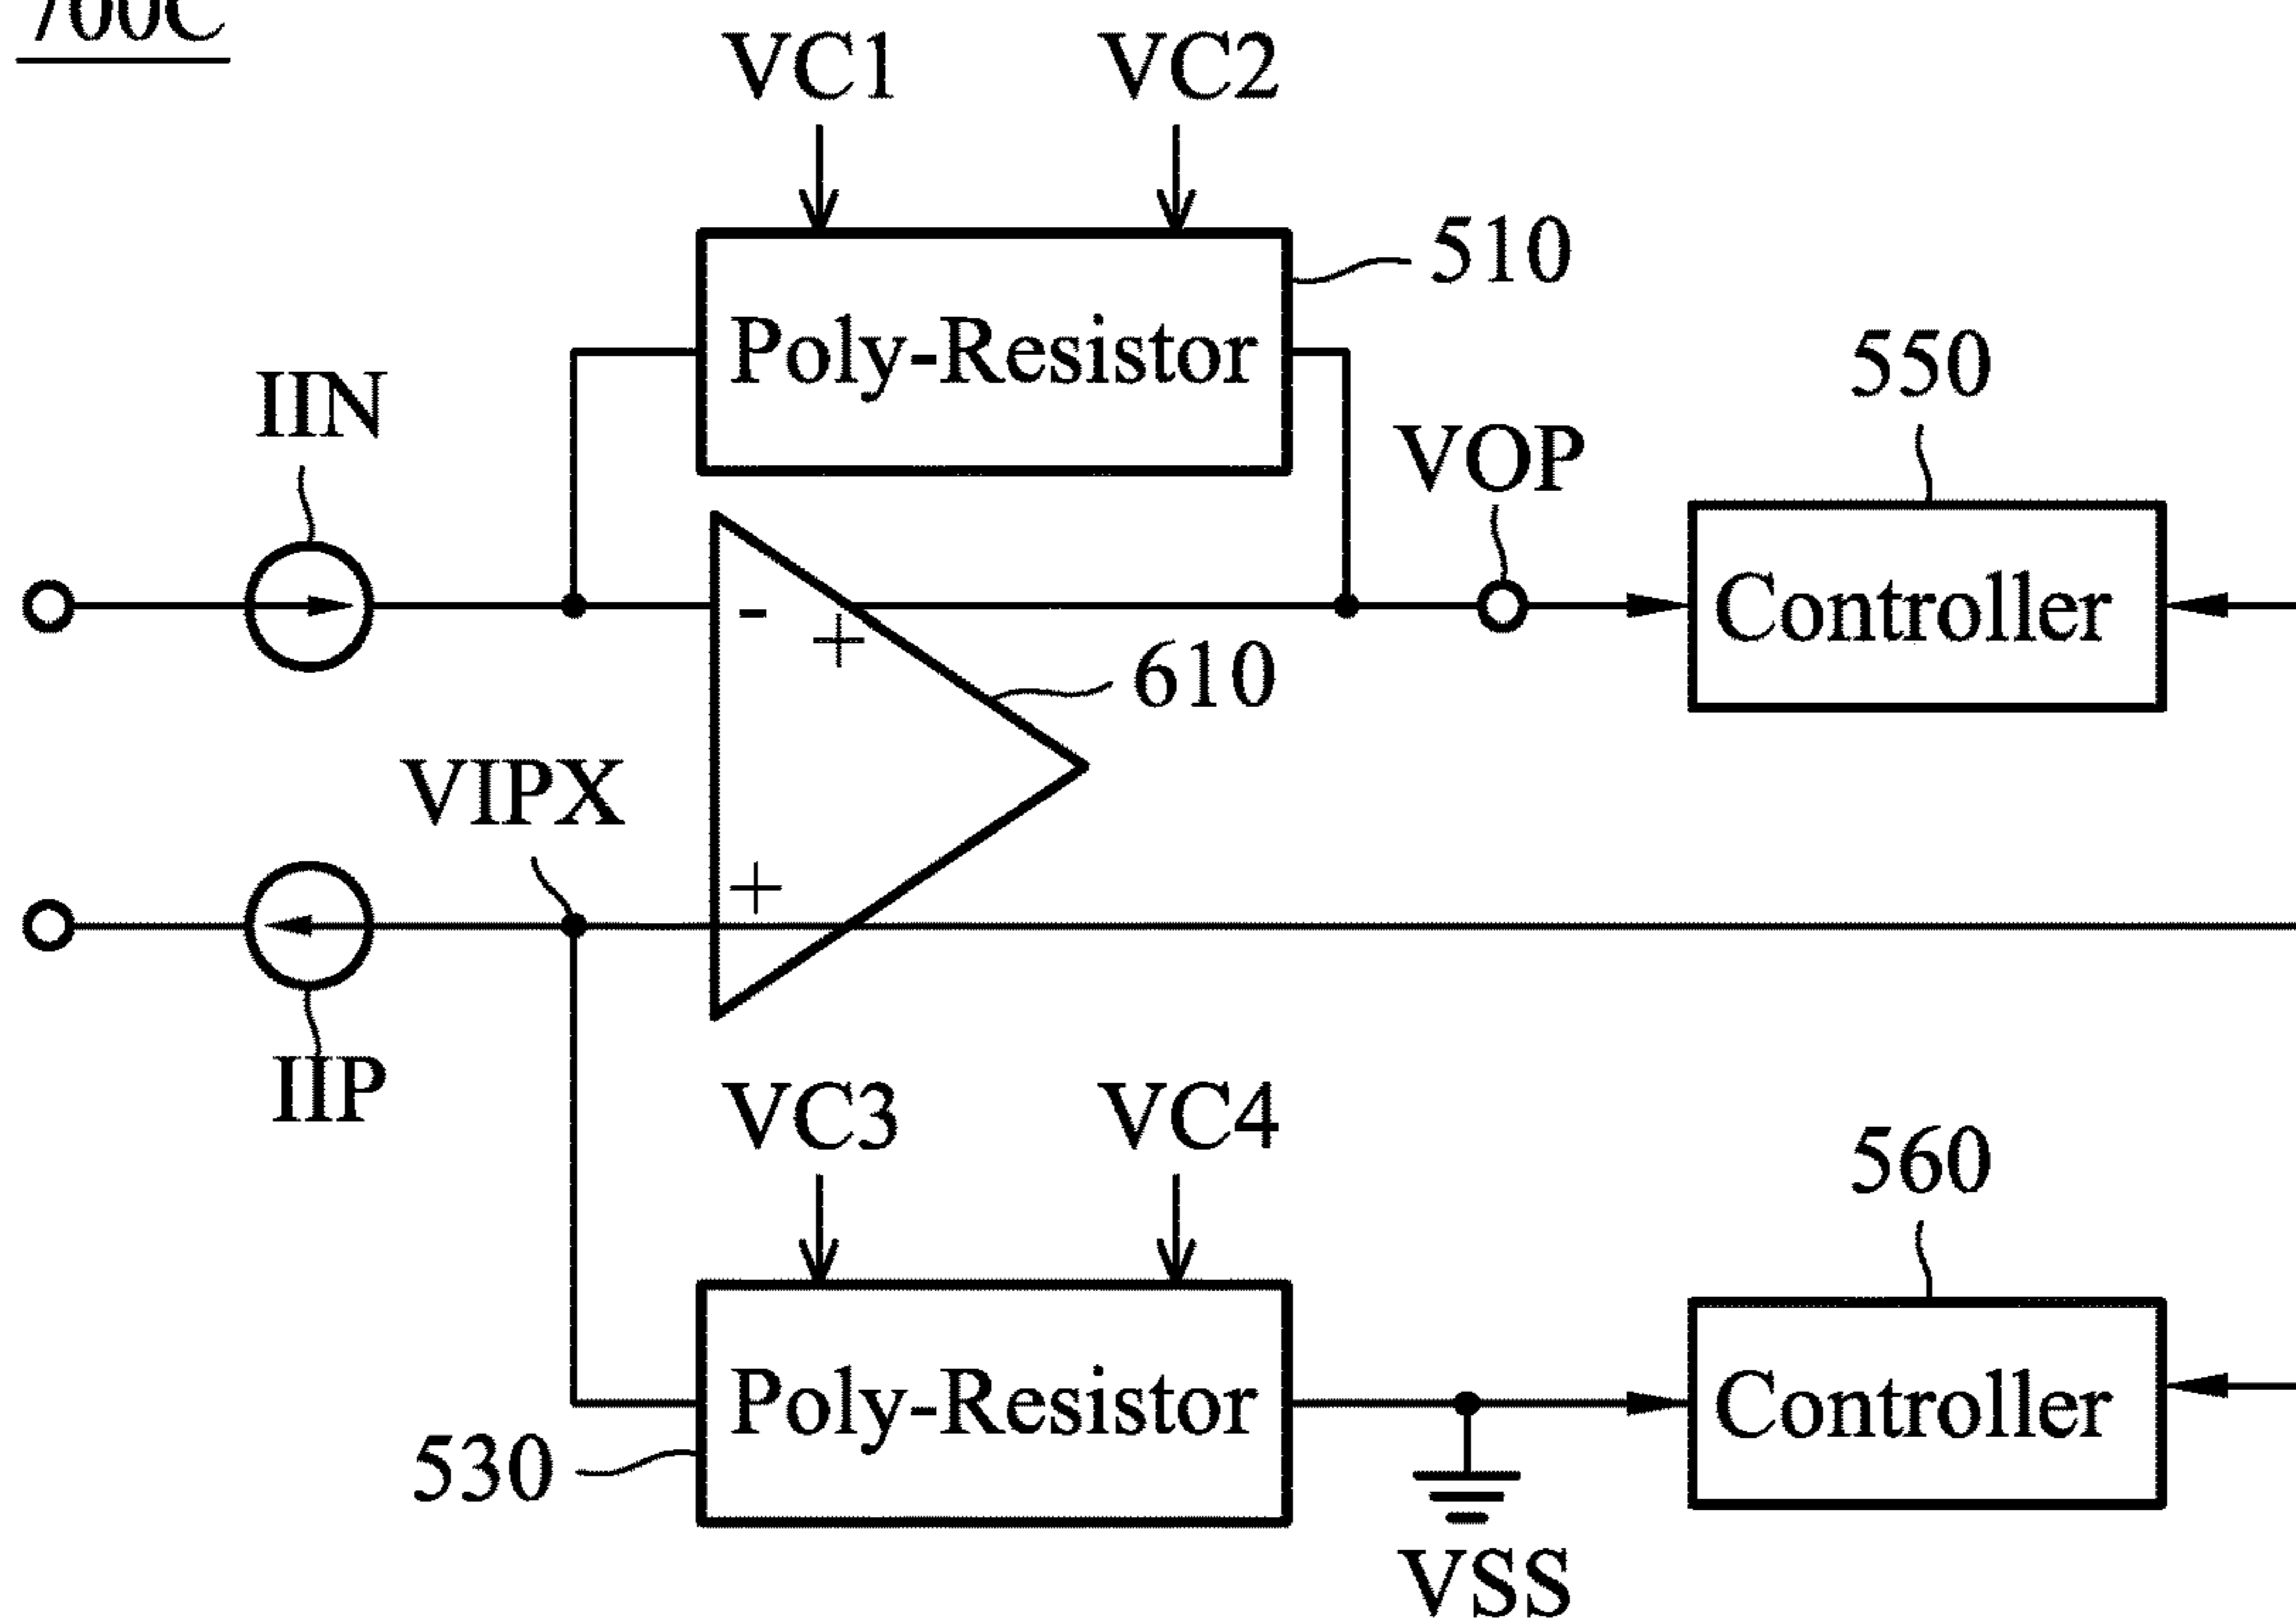 700C
VC1 VC2
510
Poly-Resistor
550
IIN
VOP
Controller
-
+
610
VIPX
+
IIP
VC3 VC4
560
Poly-Resistor
Controller
530
VSS